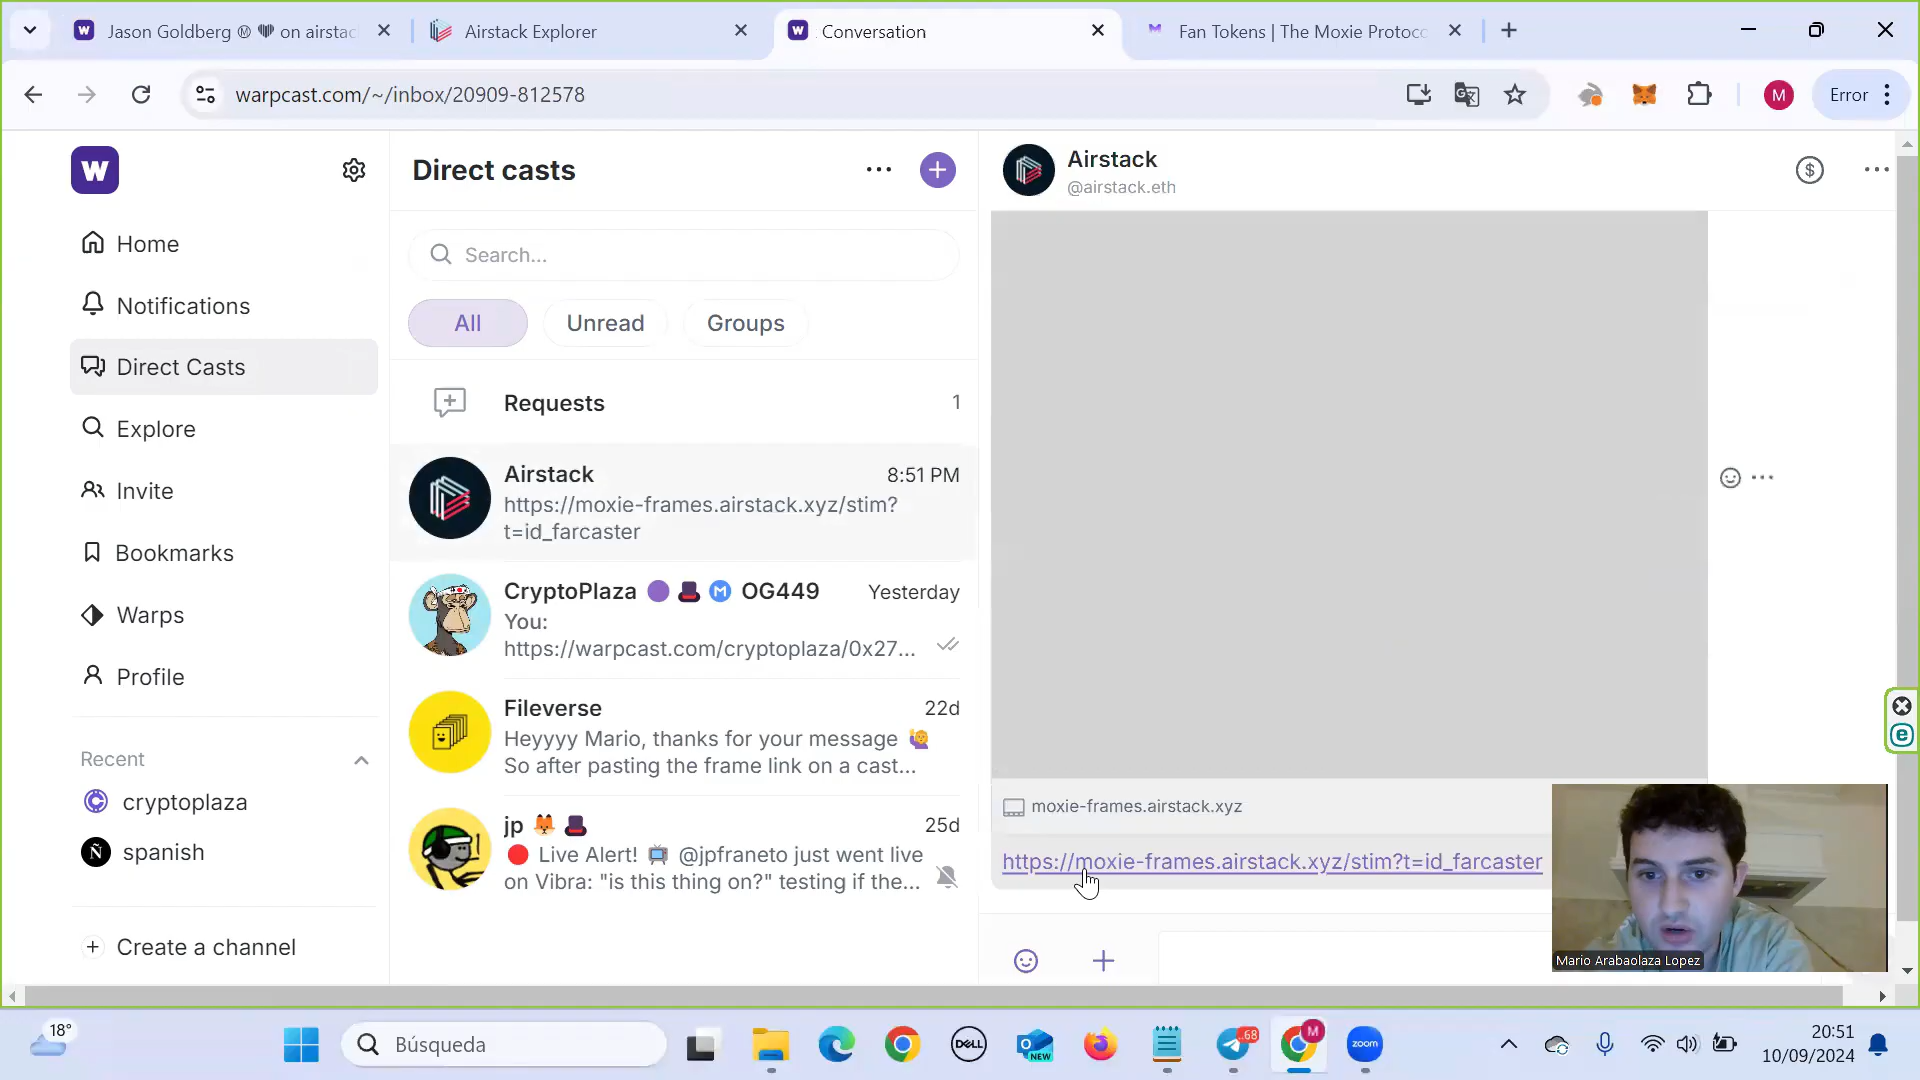 Jason Goldberg Ⓜ on airstac
Airstack Explorer
Conversation
Fan Tokens | The Moxie Protoco
warpcast.com/~/inbox/20909-812578
M
Error
W
Home
Notifications
Direct Casts
Explore
Invite
Bookmarks
Warps
Profile
Recent
cryptoplaza
Ñ spanish
Create a channel
Direct casts
Search...
All Unread Groups
Requests 1
Airstack 8:51 PM
https://moxie-frames.airstack.xyz/stim?
t=id_farcaster
CryptoPlaza 🟣 🎩 Ⓜ OG449 Yesterday
You:
https://warpcast.com/cryptoplaza/0x27...
Fileverse 22d
Heyyyy Mario, thanks for your message 🙋
So after pasting the frame link on a cast...
jp 🦊 🎩 25d
🔴 Live Alert! 📺 @jpfraneto just went live
on Vibra: "is this thing on?" testing if the...
Airstack
@airstack.eth
moxie-frames.airstack.xyz
https://moxie-frames.airstack.xyz/stim?t=id_farcaster
Mario Arabaolaza Lopez
18°
Búsqueda
DELL
NEW
68
M
zoom
20:51
10/09/2024